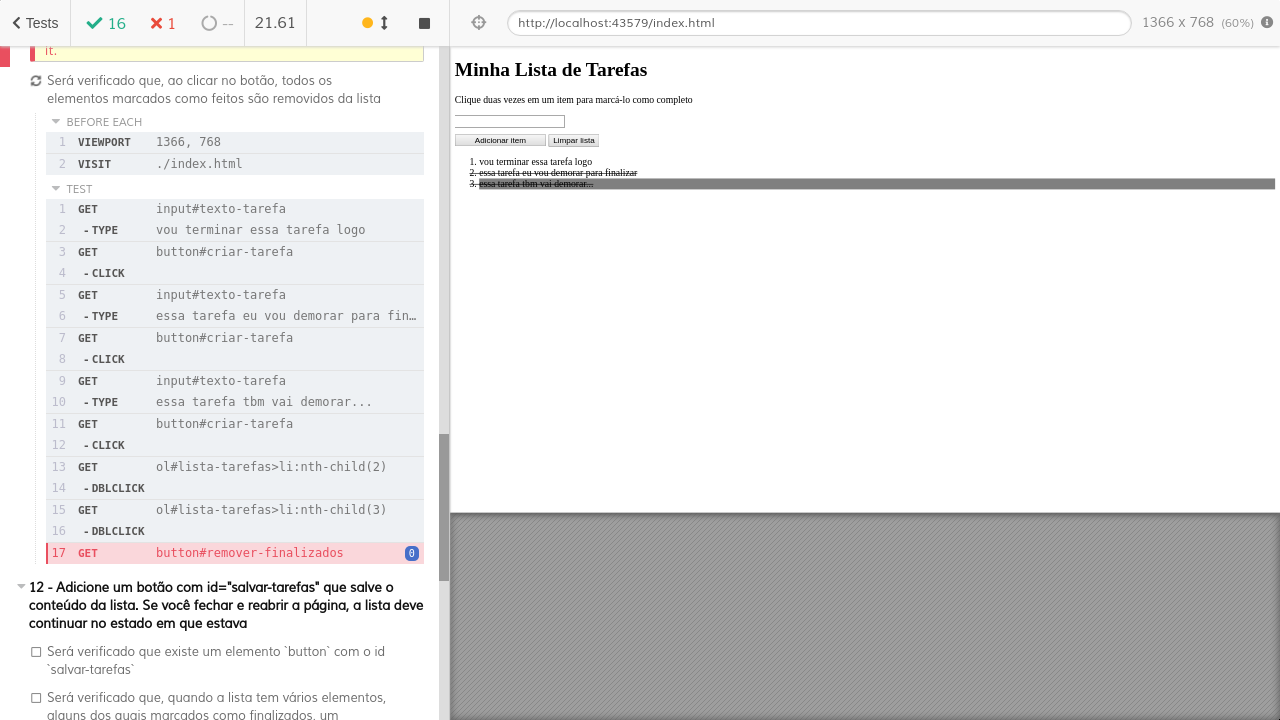 Tests
16
1
--
21.61
http://localhost:43579/index.html
1366 x 768 (60%)
it.
Será verificado que, ao clicar no botão, todos os
elementos marcados como feitos são removidos da lista
BEFORE EACH
1 VIEWPORT 1366, 768
2 VISIT ./index.html
TEST
1 GET input#texto-tarefa
2 -TYPE vou terminar essa tarefa logo
3 GET button#criar-tarefa
4 -CLICK
5 GET input#texto-tarefa
6 -TYPE essa tarefa eu vou demorar para fin…
7 GET button#criar-tarefa
8 -CLICK
9 GET input#texto-tarefa
10 -TYPE essa tarefa tbm vai demorar...
11 GET button#criar-tarefa
12 -CLICK
13 GET ol#lista-tarefas>li:nth-child(2)
14 -DBLCLICK
15 GET ol#lista-tarefas>li:nth-child(3)
16 -DBLCLICK
17 GET button#remover-finalizados 0
12 - Adicione um botão com id="salvar-tarefas" que salve o
conteúdo da lista. Se você fechar e reabrir a página, a lista deve
continuar no estado em que estava
Será verificado que existe um elemento `button` com o id
`salvar-tarefas`
Será verificado que, quando a lista tem vários elementos,
alguns dos quais marcados como finalizados, um
Minha Lista de Tarefas
Clique duas vezes em um item para marcá-lo como completo
Adicionar item
Limpar lista
1. vou terminar essa tarefa logo
2. essa tarefa eu vou demorar para finalizar
3. essa tarefa tbm vai demorar...